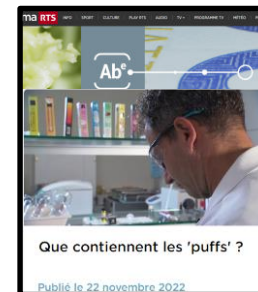 ma RTS INFO SPORT CULTURE PLAY RTS AUDIO TV+ PROGRAMME TV MÉTÉO
ABE
Que contiennent les 'puffs' ?
Publié le 22 novembre 2022